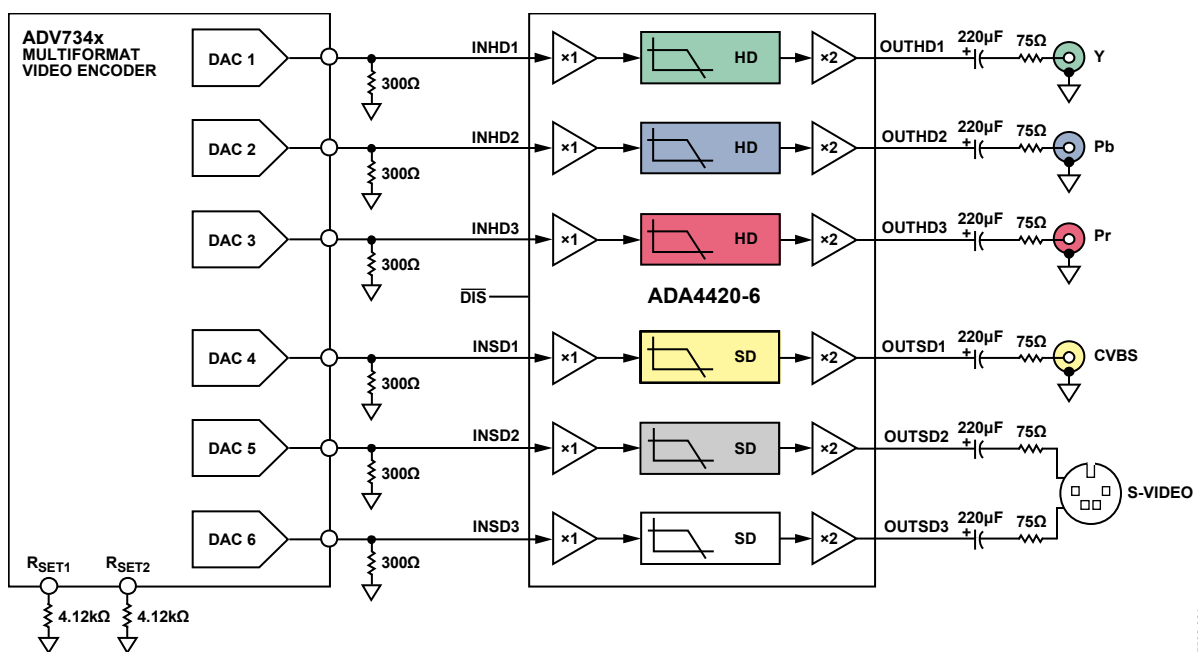 ADV734x
MULTIFORMAT
VIDEO ENCODER
DAC 1
INHD1
300Ω
×1
HD
×2
OUTHD1
220µF
+
75Ω
Y
DAC 2
INHD2
300Ω
×1
HD
×2
OUTHD2
220µF
+
75Ω
Pb
DAC 3
INHD3
300Ω
×1
HD
×2
OUTHD3
220µF
+
75Ω
Pr
DIS
ADA4420-6
DAC 4
INSD1
300Ω
×1
SD
×2
OUTSD1
220µF
+
75Ω
CVBS
DAC 5
INSD2
300Ω
×1
SD
×2
OUTSD2
220µF
+
75Ω
S-VIDEO
DAC 6
INSD3
300Ω
×1
SD
×2
OUTSD3
220µF
+
75Ω
RSET1
RSET2
4.12kΩ
4.12kΩ